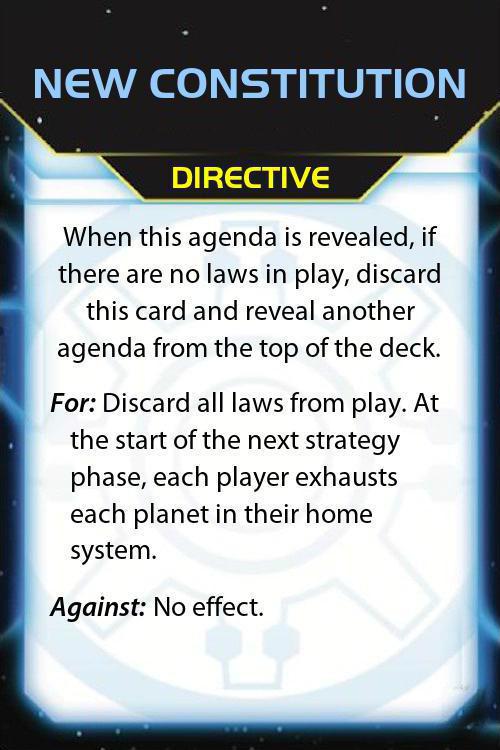 NEW CONSTITUTION
DIRECTIVE
When this agenda is revealed, if
there are no laws in play, discard
this card and reveal another
agenda from the top of the deck.
For: Discard all laws from play. At
the start of the next strategy
phase, each player exhausts
each planet in their home
system.
Against: No effect.